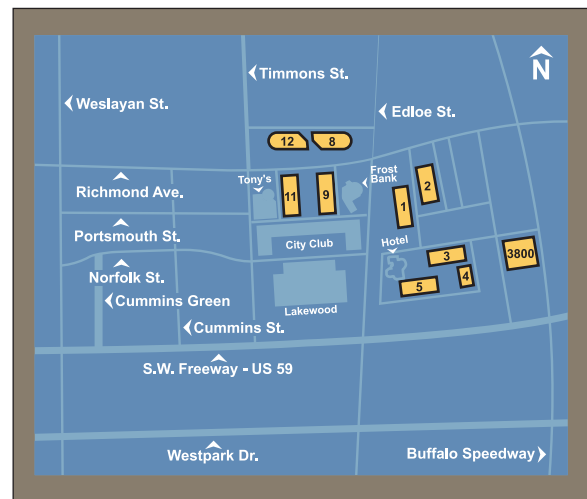 N
Timmons St.
Weslayan St.
Edloe St.
12
8
Tony's
Frost
Bank
Richmond Ave.
11
9
1
2
Portsmouth St.
City Club
Hotel
3
3800
Norfolk St.
4
5
Cummins Green
Lakewood
Cummins St.
S.W. Freeway - US 59
Westpark Dr.
Buffalo Speedway